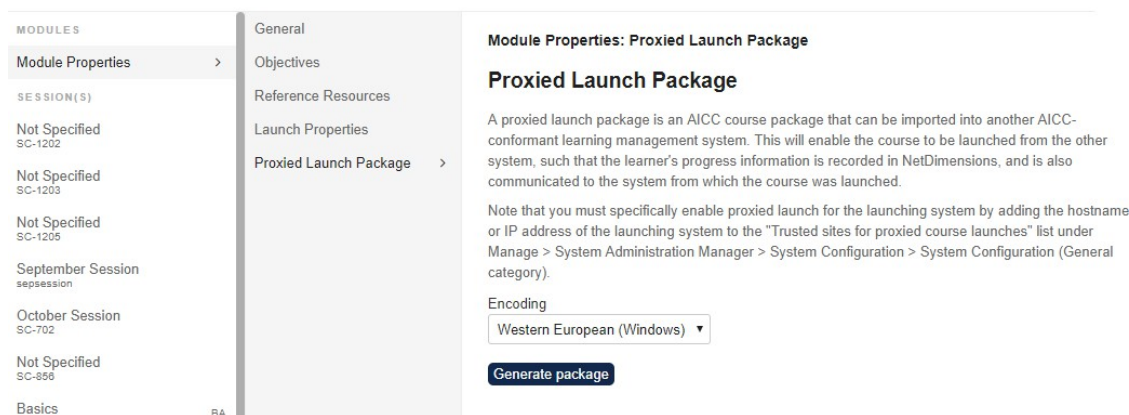 MODULES
Module Properties
SESSION(S)
Not Specified
SC-1202
Not Specified
SC-1203
Not Specified
SC-1205
September Session
sepsession
October Session
SC-702
Not Specified
SC-856
Basics
BA
General
Objectives
Reference Resources
Launch Properties
Proxied Launch Package
Module Properties: Proxied Launch Package
Proxied Launch Package
A proxied launch package is an AICC course package that can be imported into another AICC-
conformant learning management system. This will enable the course to be launched from the other
system, such that the learner's progress information is recorded in NetDimensions, and is also
communicated to the system from which the course was launched.
Note that you must specifically enable proxied launch for the launching system by adding the hostname
or IP address of the launching system to the "Trusted sites for proxied course launches" list under
Manage > System Administration Manager > System Configuration > System Configuration (General
category).
Encoding
Western European (Windows)
Generate package